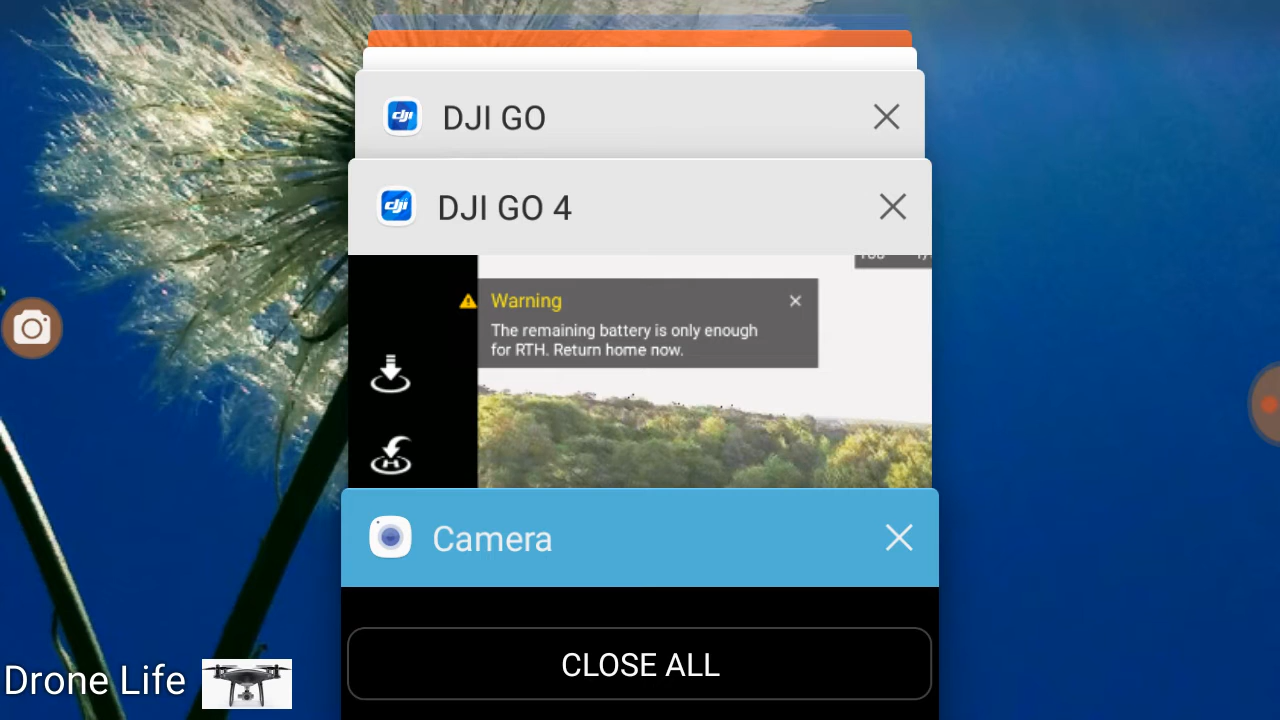 DJI GO
DJI GO 4
Warning
The remaining battery is only enough
for RTH. Return home now.
Camera
CLOSE ALL
Drone Life